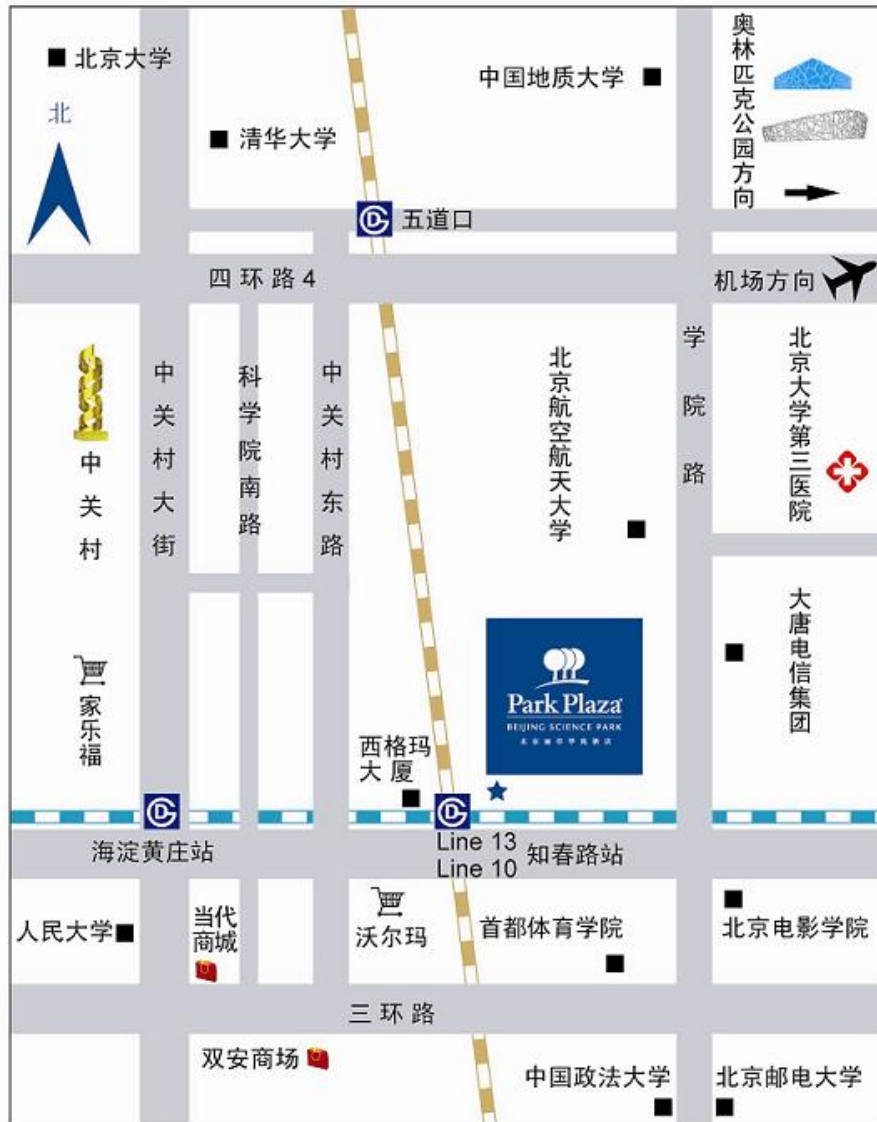 北京大学
中国地质大学
奥林匹克公园方向
北
清华大学
五道口
四环路4
机场方向
中关村
中关村大街
科学院南路
中关村东路
北京航空航天大学
学院路
北京大学第三医院
大唐电信集团
家乐福
Park Plaza
BEIJING SCIENCE PARK
西格玛
大厦
海淀黄庄站
Line 13
Line 10
知春路站
人民大学
当代
商城
沃尔玛
首都体育学院
北京电影学院
三环路
双安商场
中国政法大学
北京邮电大学